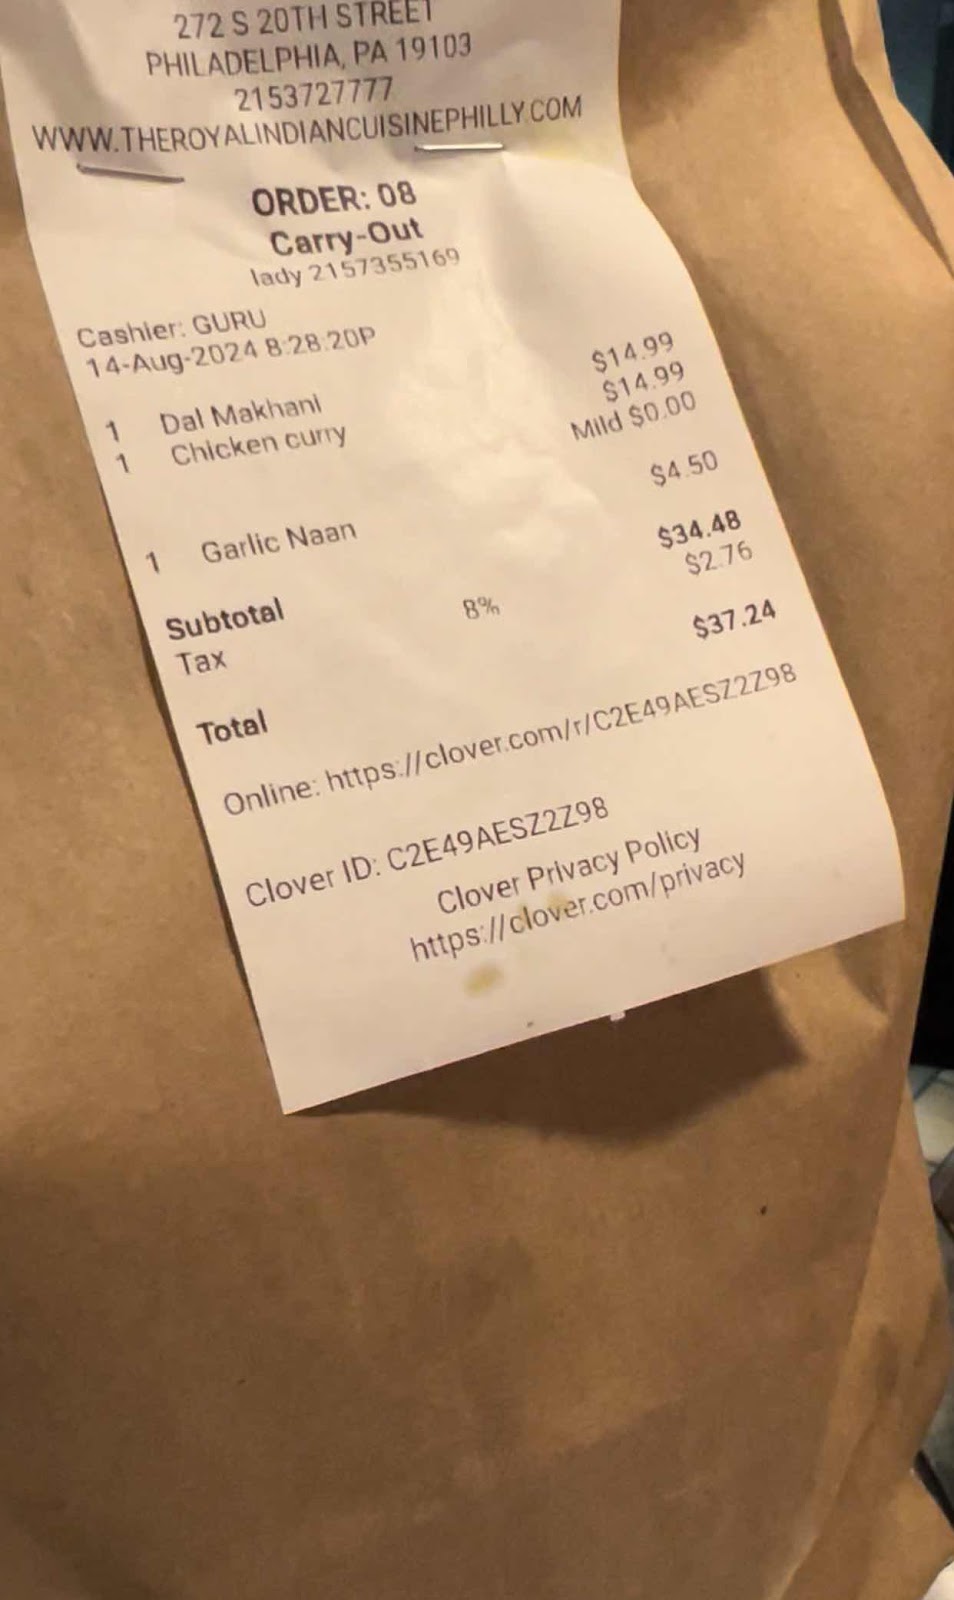 272 S 20TH STREET
PHILADELPHIA, PA 19103
2153727777
WWW.THEROYALINDIANCUISINEPHILLY.COM
ORDER: 08
Carry-Out
lady 2157355169
Cashier: GURU
14-Aug-2024 8:28:20P
1 Dal Makhani $14.99
1 Chicken curry $14.99
Mild $0.00
1 Garlic Naan $4.50
Subtotal $34.48
Tax 8% $2.76
Total $37.24
Online: https://clover.com/r/C2E49AESZ2Z98
Clover ID: C2E49AESZ2Z98
Clover Privacy Policy
https://clover.com/privacy